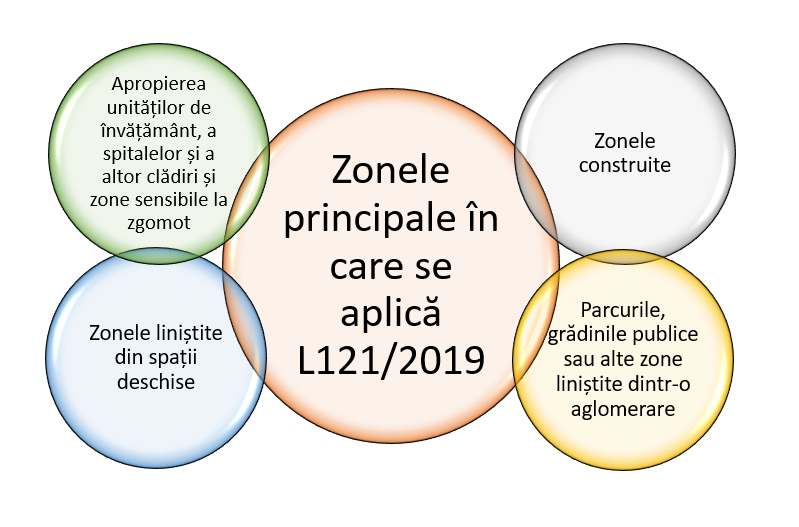 Apropierea
unităților de
învățământ, a
spitalelor și a
altor clădiri și
zone sensibile la
zgomot
Zonele
construite
Zonele
principale în
care se
aplică
L121/2019
Zonele liniștite
din spații
deschise
Parcurile,
grădinile publice
sau alte zone
liniștite dintr-o
aglomerare